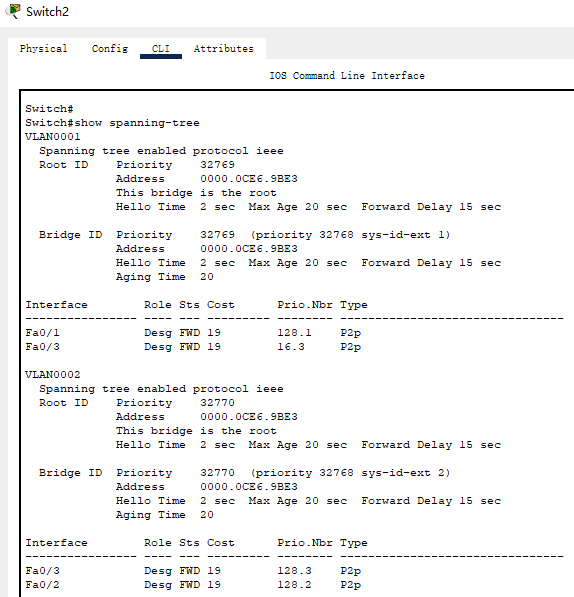 Switch2
Physical Config CLI Attributes
IOS Command Line Interface
Switch#
Switch#show spanning-tree
VLAN0001
  Spanning tree enabled protocol ieee
  Root ID    Priority    32769
             Address     0000.0CE6.9BE3
             This bridge is the root
             Hello Time  2 sec  Max Age 20 sec  Forward Delay 15 sec

  Bridge ID  Priority    32769  (priority 32768 sys-id-ext 1)
             Address     0000.0CE6.9BE3
             Hello Time  2 sec  Max Age 20 sec  Forward Delay 15 sec
             Aging Time  20

Interface        Role Sts Cost      Prio.Nbr Type
---------------- ---- --- --------- -------- --------------------------------
Fa0/1            Desg FWD 19        128.1    P2p
Fa0/3            Desg FWD 19        16.3     P2p

VLAN0002
  Spanning tree enabled protocol ieee
  Root ID    Priority    32770
             Address     0000.0CE6.9BE3
             This bridge is the root
             Hello Time  2 sec  Max Age 20 sec  Forward Delay 15 sec

  Bridge ID  Priority    32770  (priority 32768 sys-id-ext 2)
             Address     0000.0CE6.9BE3
             Hello Time  2 sec  Max Age 20 sec  Forward Delay 15 sec
             Aging Time  20

Interface        Role Sts Cost      Prio.Nbr Type
---------------- ---- --- --------- -------- --------------------------------
Fa0/3            Desg FWD 19        128.3    P2p
Fa0/2            Desg FWD 19        128.2    P2p